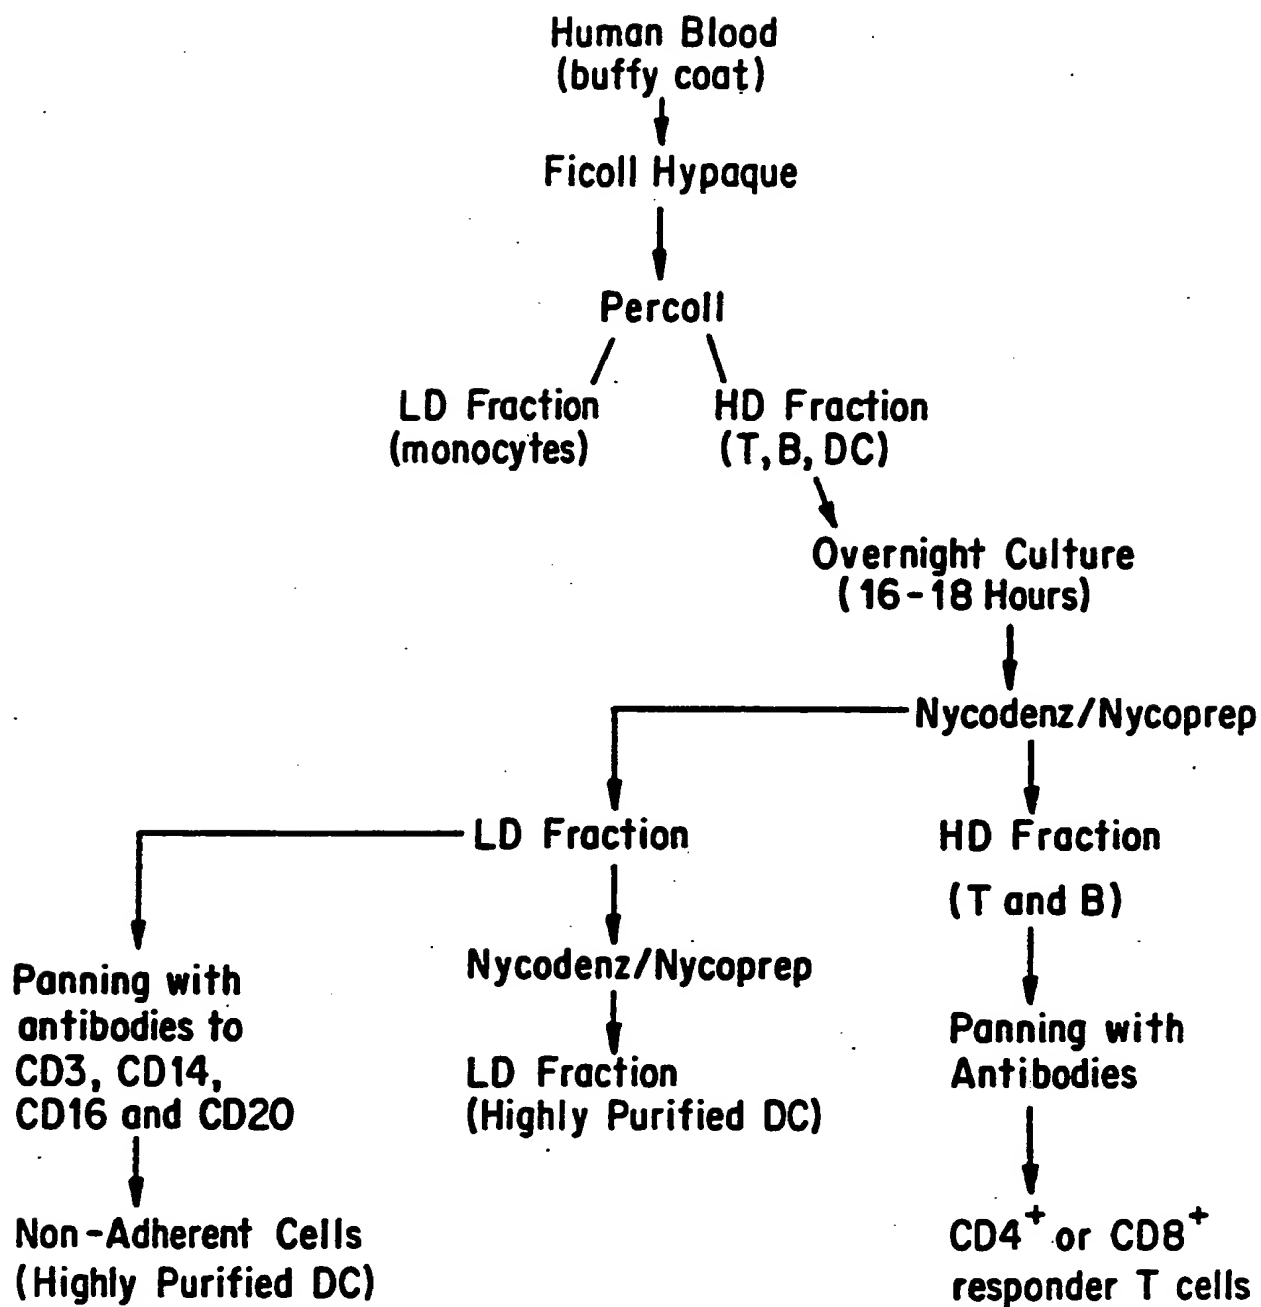 Human Blood
(buffy coat)
Ficoll Hypaque
Percoll
LD Fraction
(monocytes)
HD Fraction
(T, B, DC)
Overnight Culture
(16-18 Hours)
Nycodenz/Nycoprep
LD Fraction
HD Fraction
(T and B)
Panning with
antibodies to
CD3, CD14,
CD16 and CD20
Nycodenz/Nycoprep
LD Fraction
(Highly Purified DC)
Panning with
Antibodies
Non-Adherent Cells
(Highly Purified DC)
CD4⁺ or CD8⁺
responder T cells